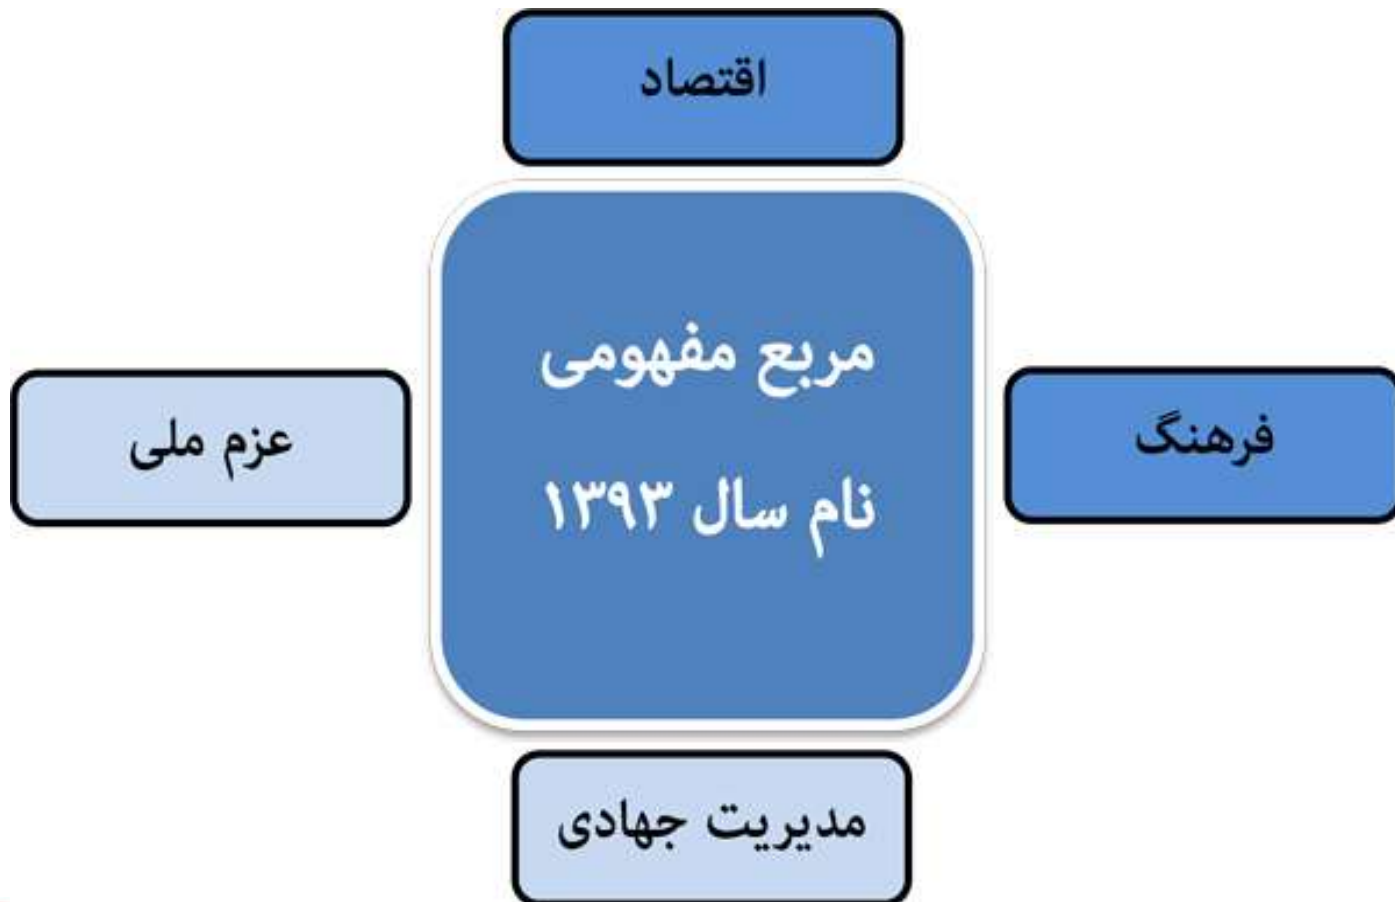 اقتصاد
مربع مفهومی
نام سال ۱۳۹۳
فرهنگ
عزم ملی
مدیریت جهادی